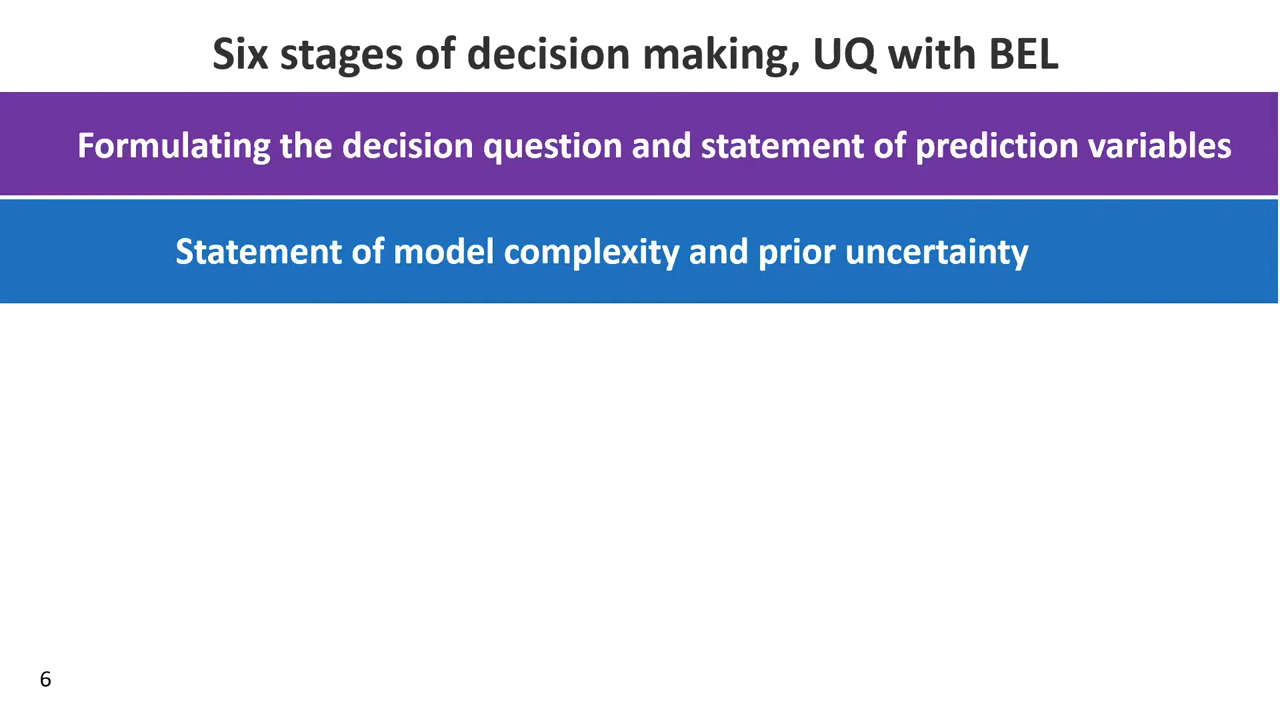 Six stages of decision making, UQ with BEL
Formulating the decision question and statement of prediction variables
Statement of model complexity and prior uncertainty
6